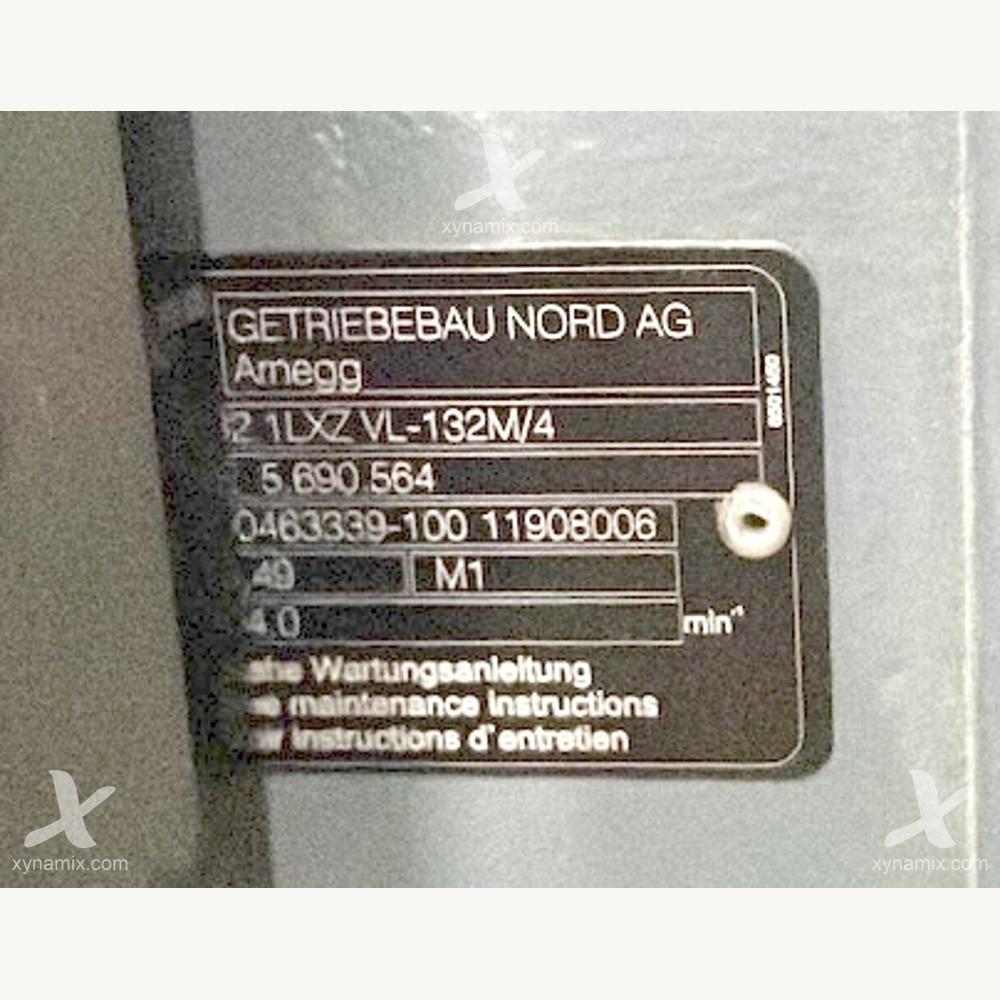 xynamix.com
GETRIEBEBAU NORD AG
Arnegg
2 1LXZ VL-132M/4
5 690 564
0463339-100 11908006
49 M1
4.0 min⁻¹
Wartungsanleitung
maintenance instructions
instructions d'entretien
xynamix.com
xynamix.com